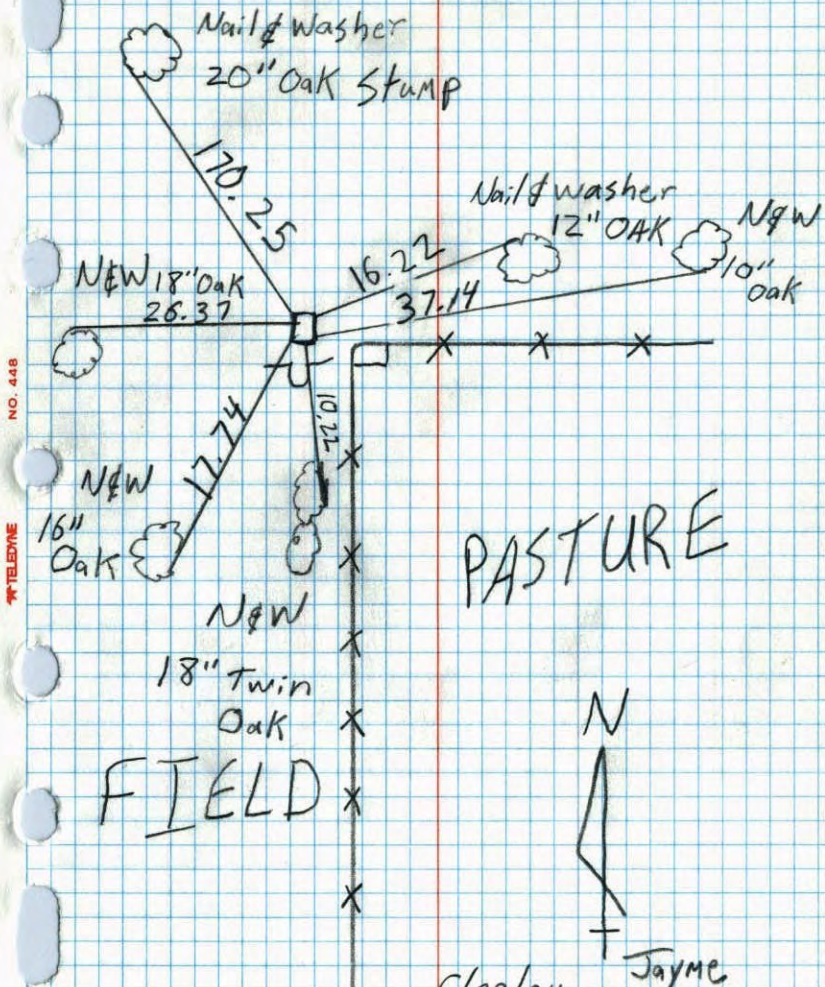 Nail & Washer
20" Oak Stump
170.25
Nail & Washer
12" OAK
N&W
10"
Oak
16.22
37.14
N&W 18" Oak
26.37
17.74
10.22
N&W
16"
Oak
N&W
18" Twin
Oak
PASTURE
FIELD
N
Jayme
NO. 448
TELEDYNE